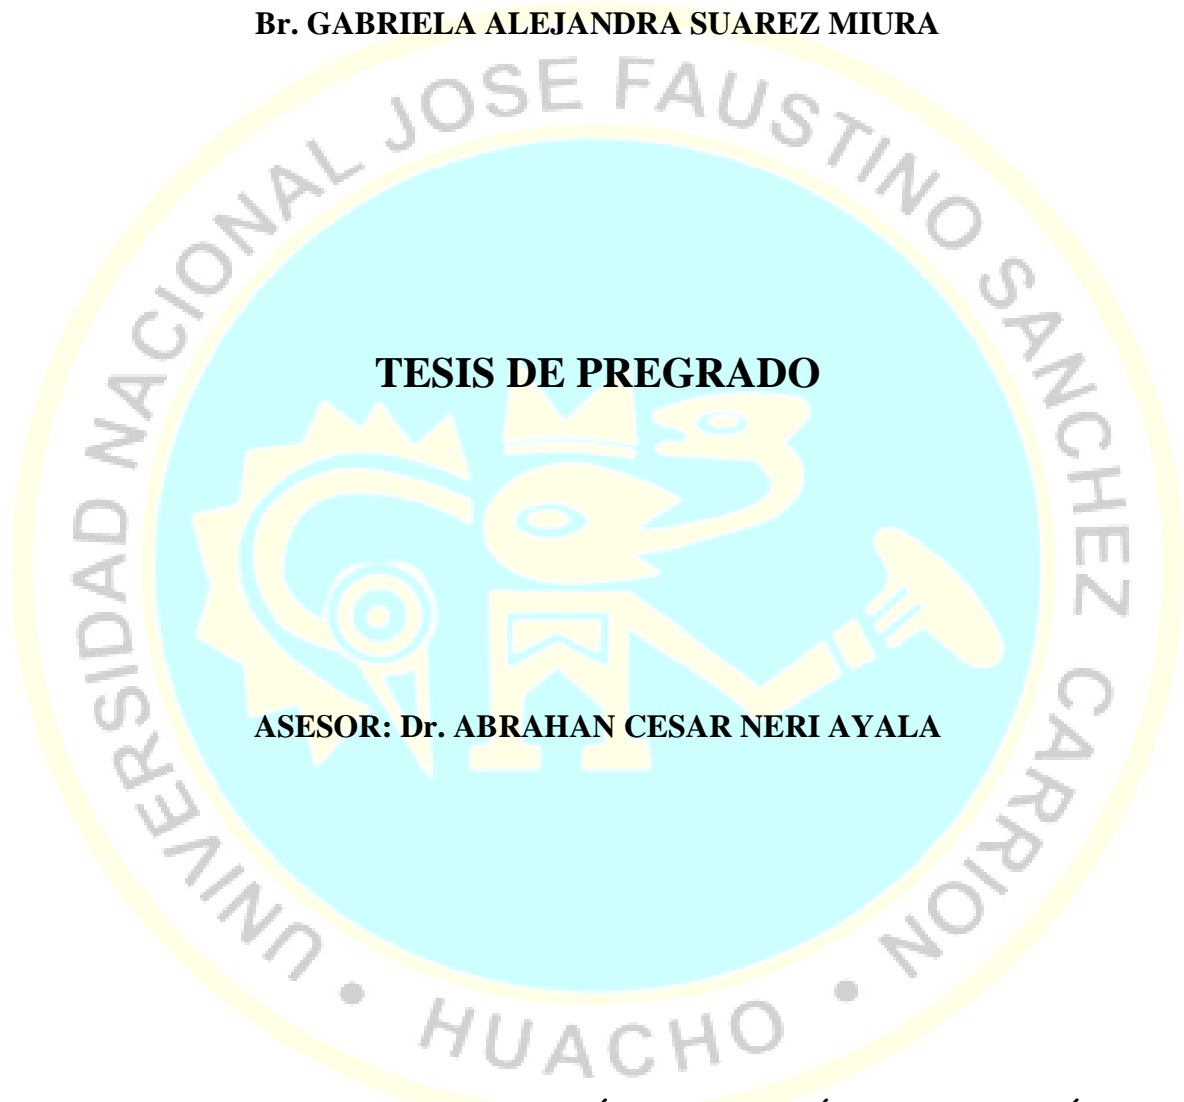 Br. GABRIELA ALEJANDRA SUAREZ MIURA
UNIVERSIDAD NACIONAL JOSE FAUSTINO SANCHEZ CARRION • HUACHO •
TESIS DE PREGRADO
ASESOR: Dr. ABRAHAN CESAR NERI AYALA